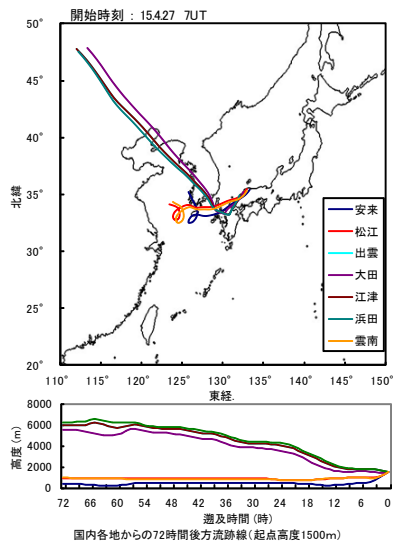 開始時刻 : 15.4.27 7UT
50°
45°
40°
35°
30°
25°
20°
北緯
安来
松江
出雲
大田
江津
浜田
雲南
110° 115° 120° 125° 130° 135° 140° 145° 150°
東経.
8000
6000
4000
2000
0
高度(m)
72 66 60 54 48 42 36 30 24 18 12 6 0
遡及時間(時)
国内各地からの72時間後方流跡線(起点高度1500m)